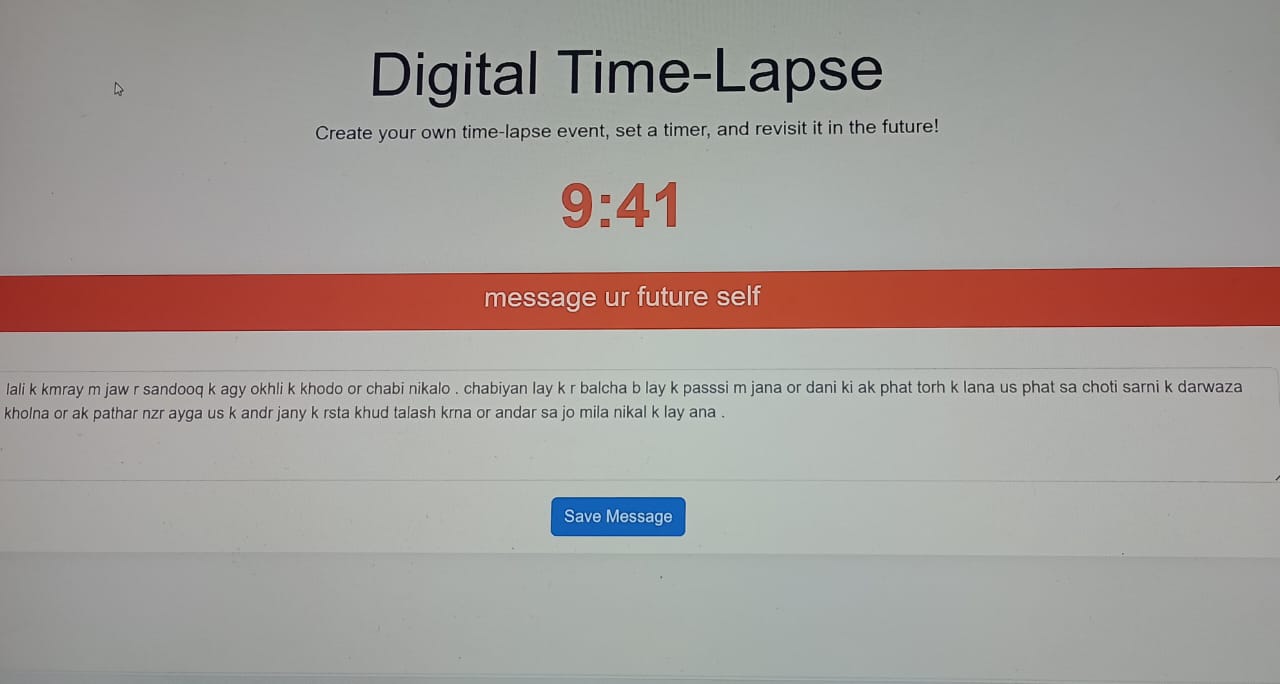 Digital Time-Lapse
Create your own time-lapse event, set a timer, and revisit it in the future!
9:41
message ur future self
lali k kmray m jaw r sandooq k agy okhli k khodo or chabi nikalo . chabiyan lay k r balcha b lay k passsi m jana or dani ki ak phat torh k lana us phat sa choti sarni k darwaza
kholna or ak pathar nzr ayga us k andr jany k rsta khud talash krna or andar sa jo mila nikal k lay ana .
Save Message